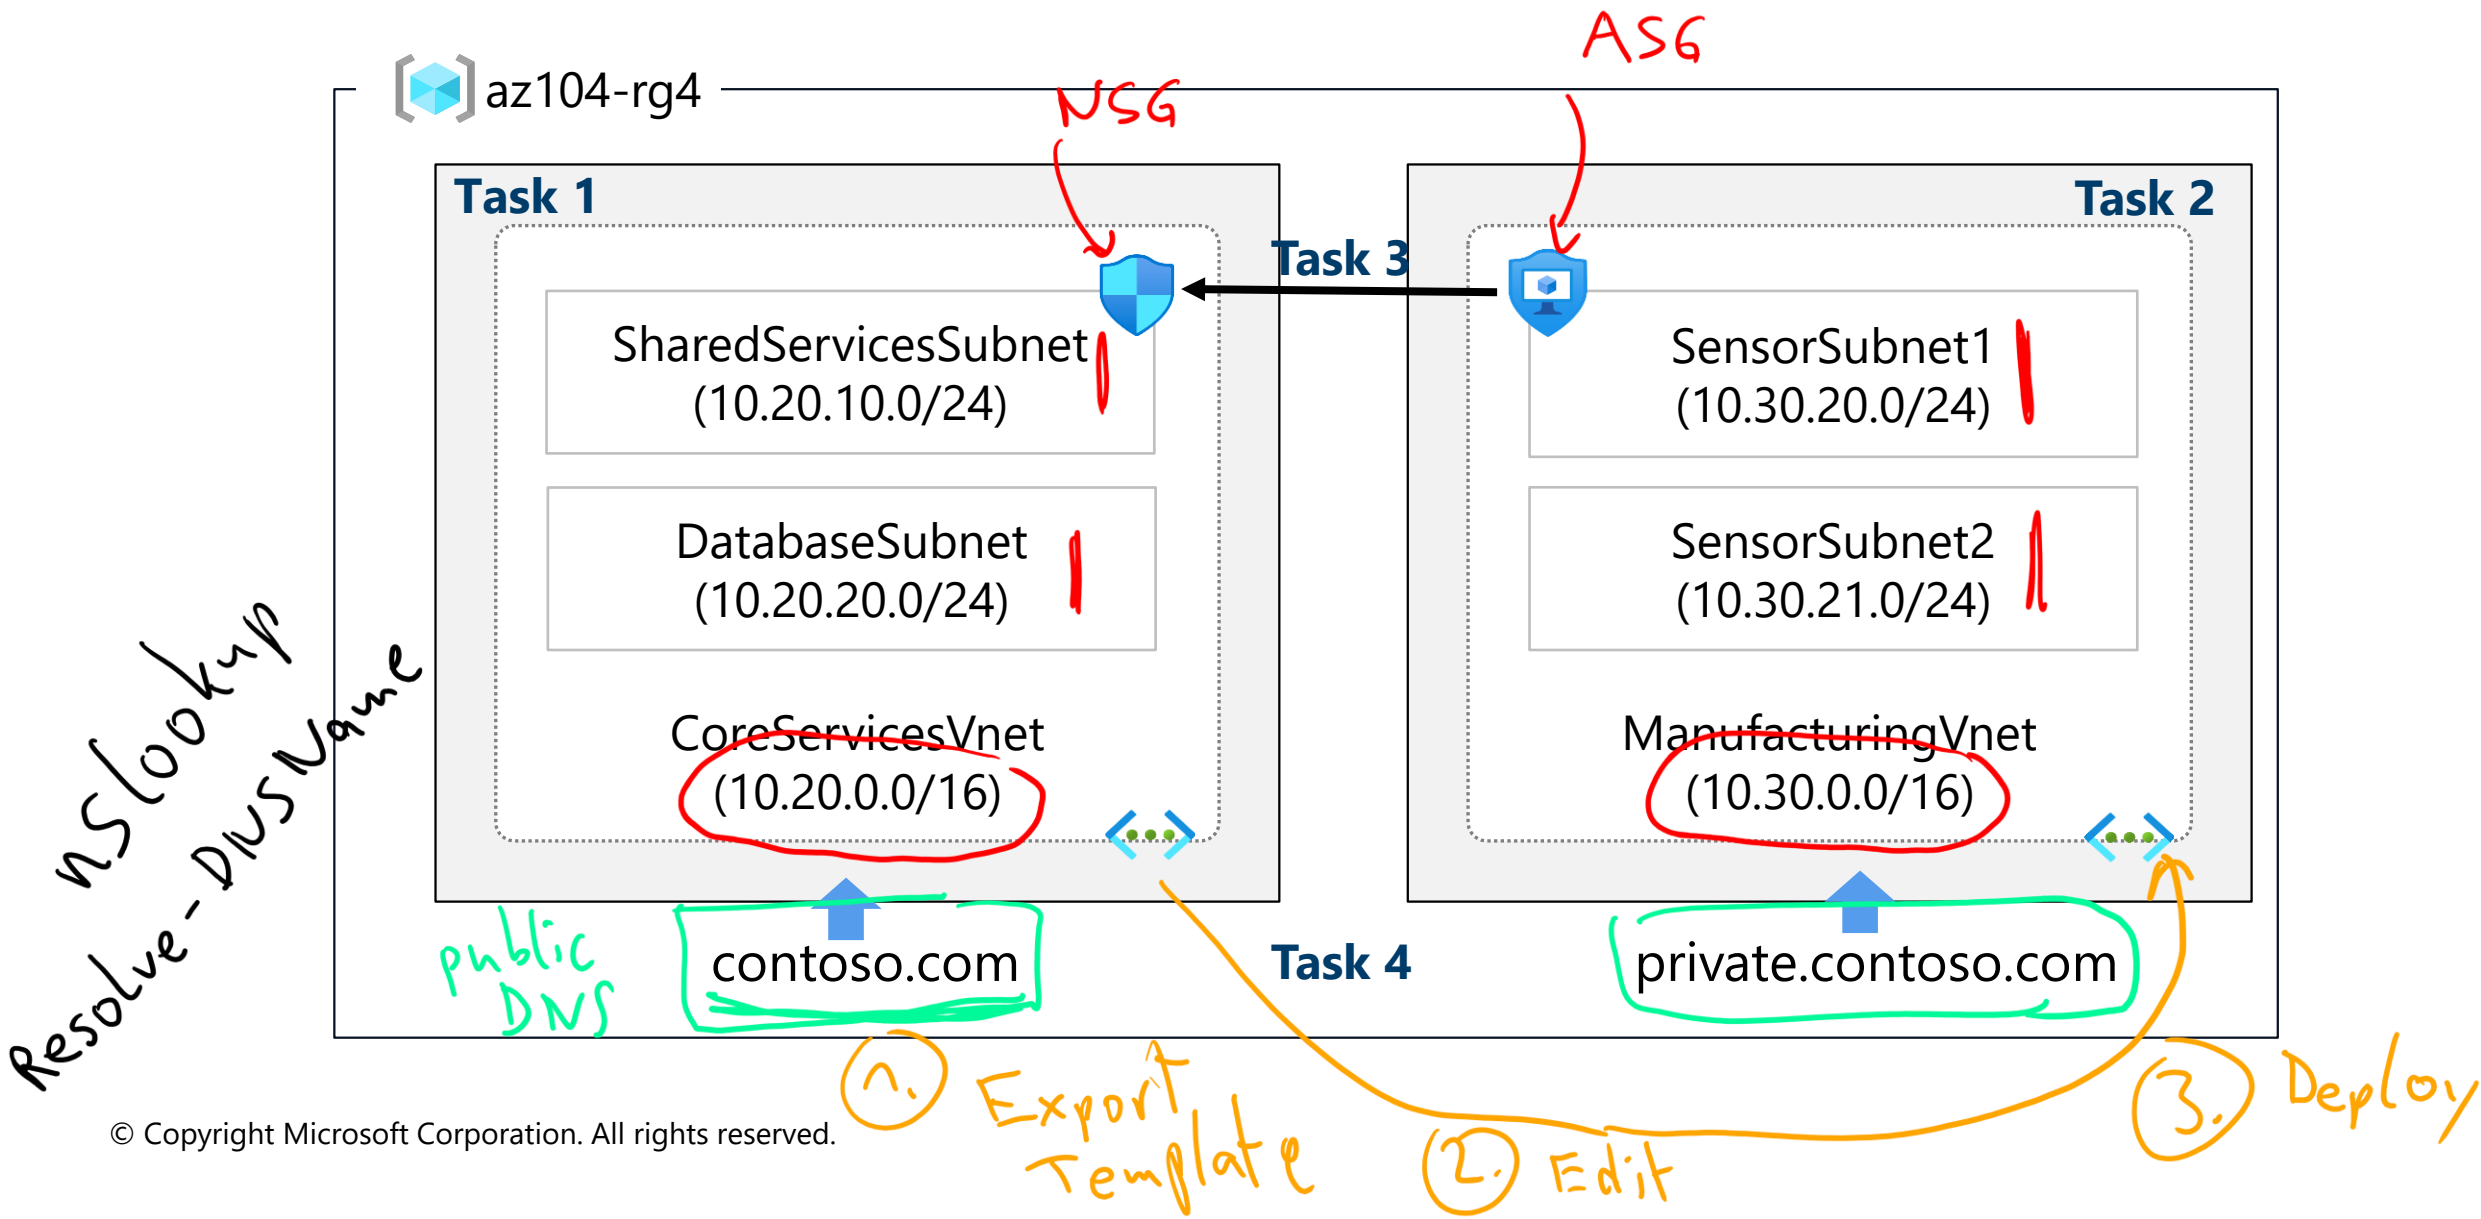 ASG
az104-rg4
NSG
Task 1
Task 2
Task 3
SharedServicesSubnet
(10.20.10.0/24)
SensorSubnet1
(10.30.20.0/24)
DatabaseSubnet
(10.20.20.0/24)
SensorSubnet2
(10.30.21.0/24)
CoreServicesVnet
(10.20.0.0/16)
ManufacturingVnet
(10.30.0.0/16)
nslookup
Resolve-DNSName
public
DNS
contoso.com
Task 4
private.contoso.com
1. Export
Template
2. Edit
3. Deploy
© Copyright Microsoft Corporation. All rights reserved.